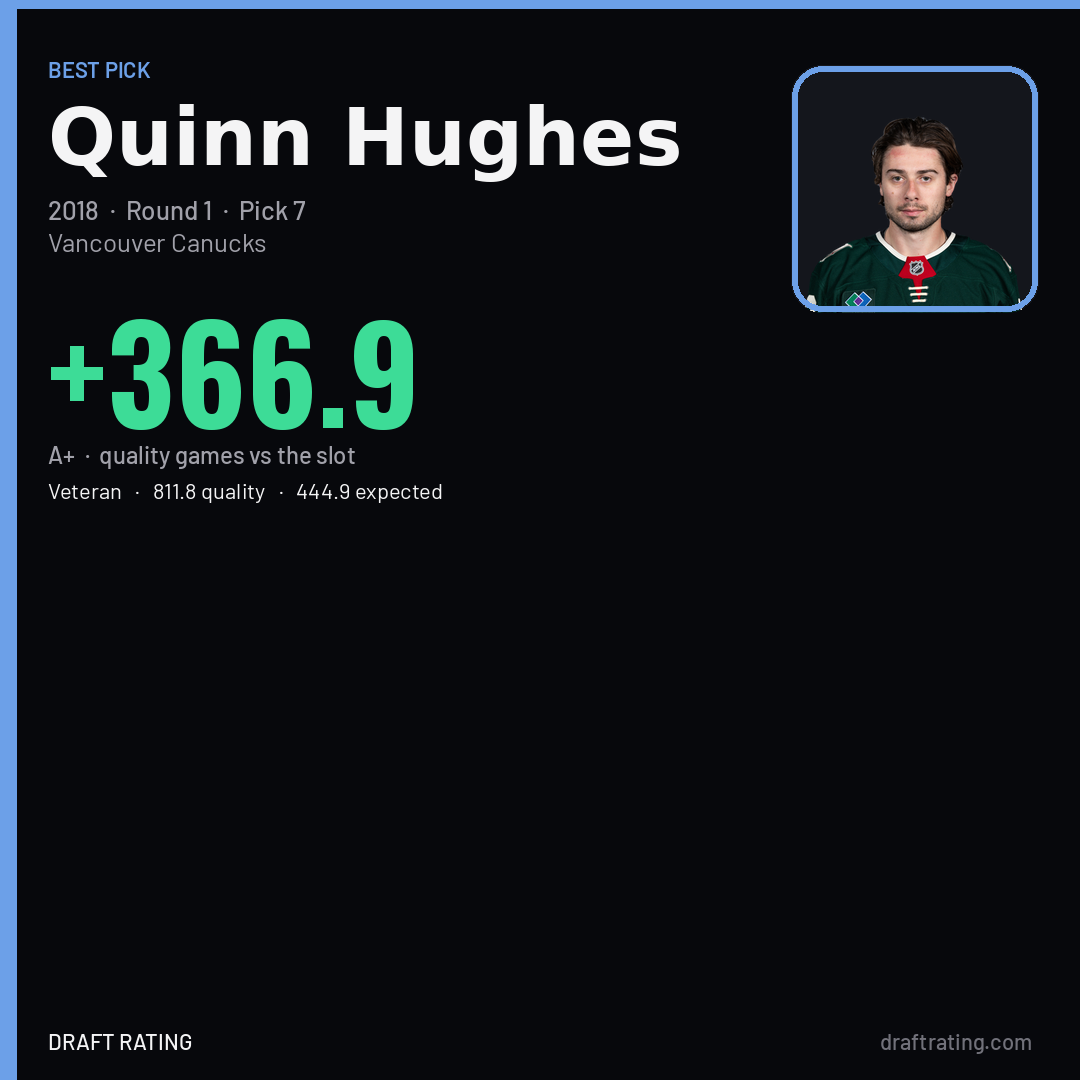 BEST PICK
Quinn Hughes
2018 · Round 1 · Pick 7
Vancouver Canucks
+366.9
A+ · quality games vs the slot
Veteran · 811.8 quality · 444.9 expected
DRAFT RATING
draftrating.com